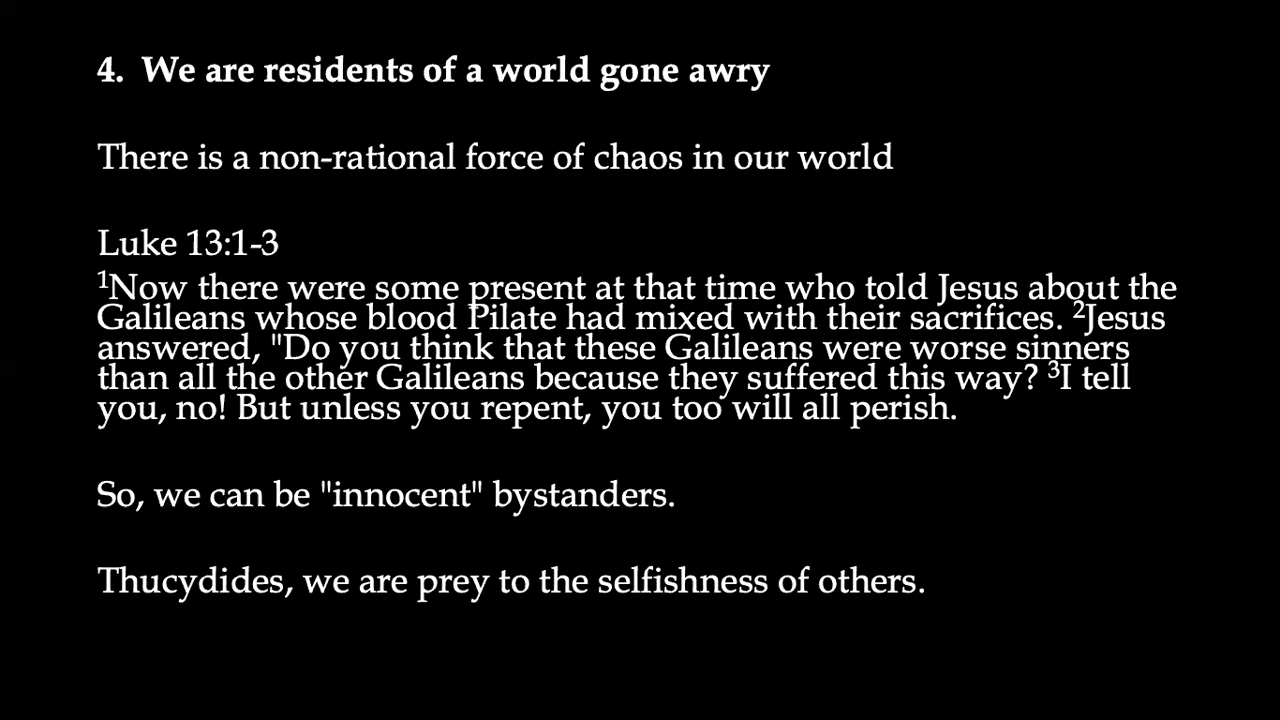 4. We are residents of a world gone awry
There is a non-rational force of chaos in our world
Luke 13:1-3
¹Now there were some present at that time who told Jesus about the
Galileans whose blood Pilate had mixed with their sacrifices. ²Jesus
answered, "Do you think that these Galileans were worse sinners
than all the other Galileans because they suffered this way? ³I tell
you, no! But unless you repent, you too will all perish.
So, we can be "innocent" bystanders.
Thucydides, we are prey to the selfishness of others.